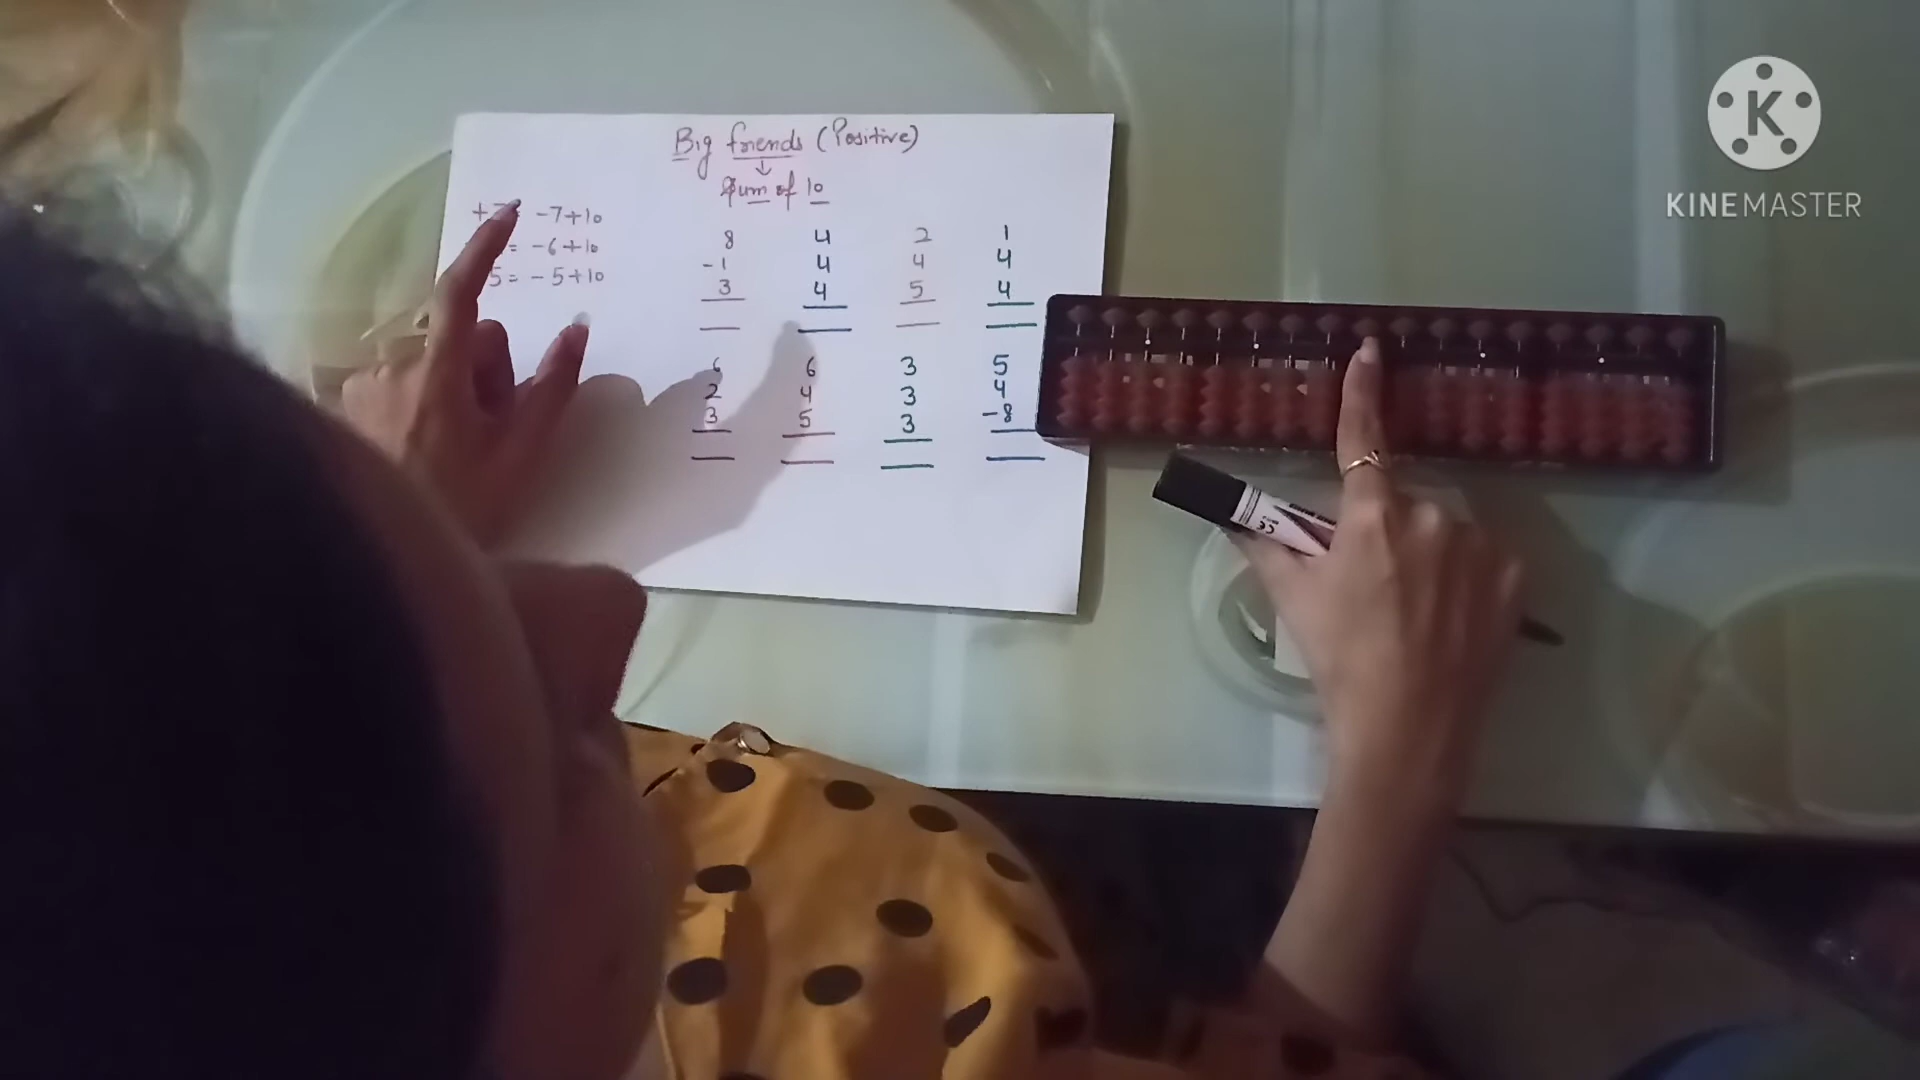 Big friends (Positive)
Sum of 10
= -7+10
= -6+10
5= -5+10
8 4 2 1
-1 4 4 4
3 4 5 4
6 6 3 5
2 4 3 4
3 5 3 -8
CE
K
KINEMASTER